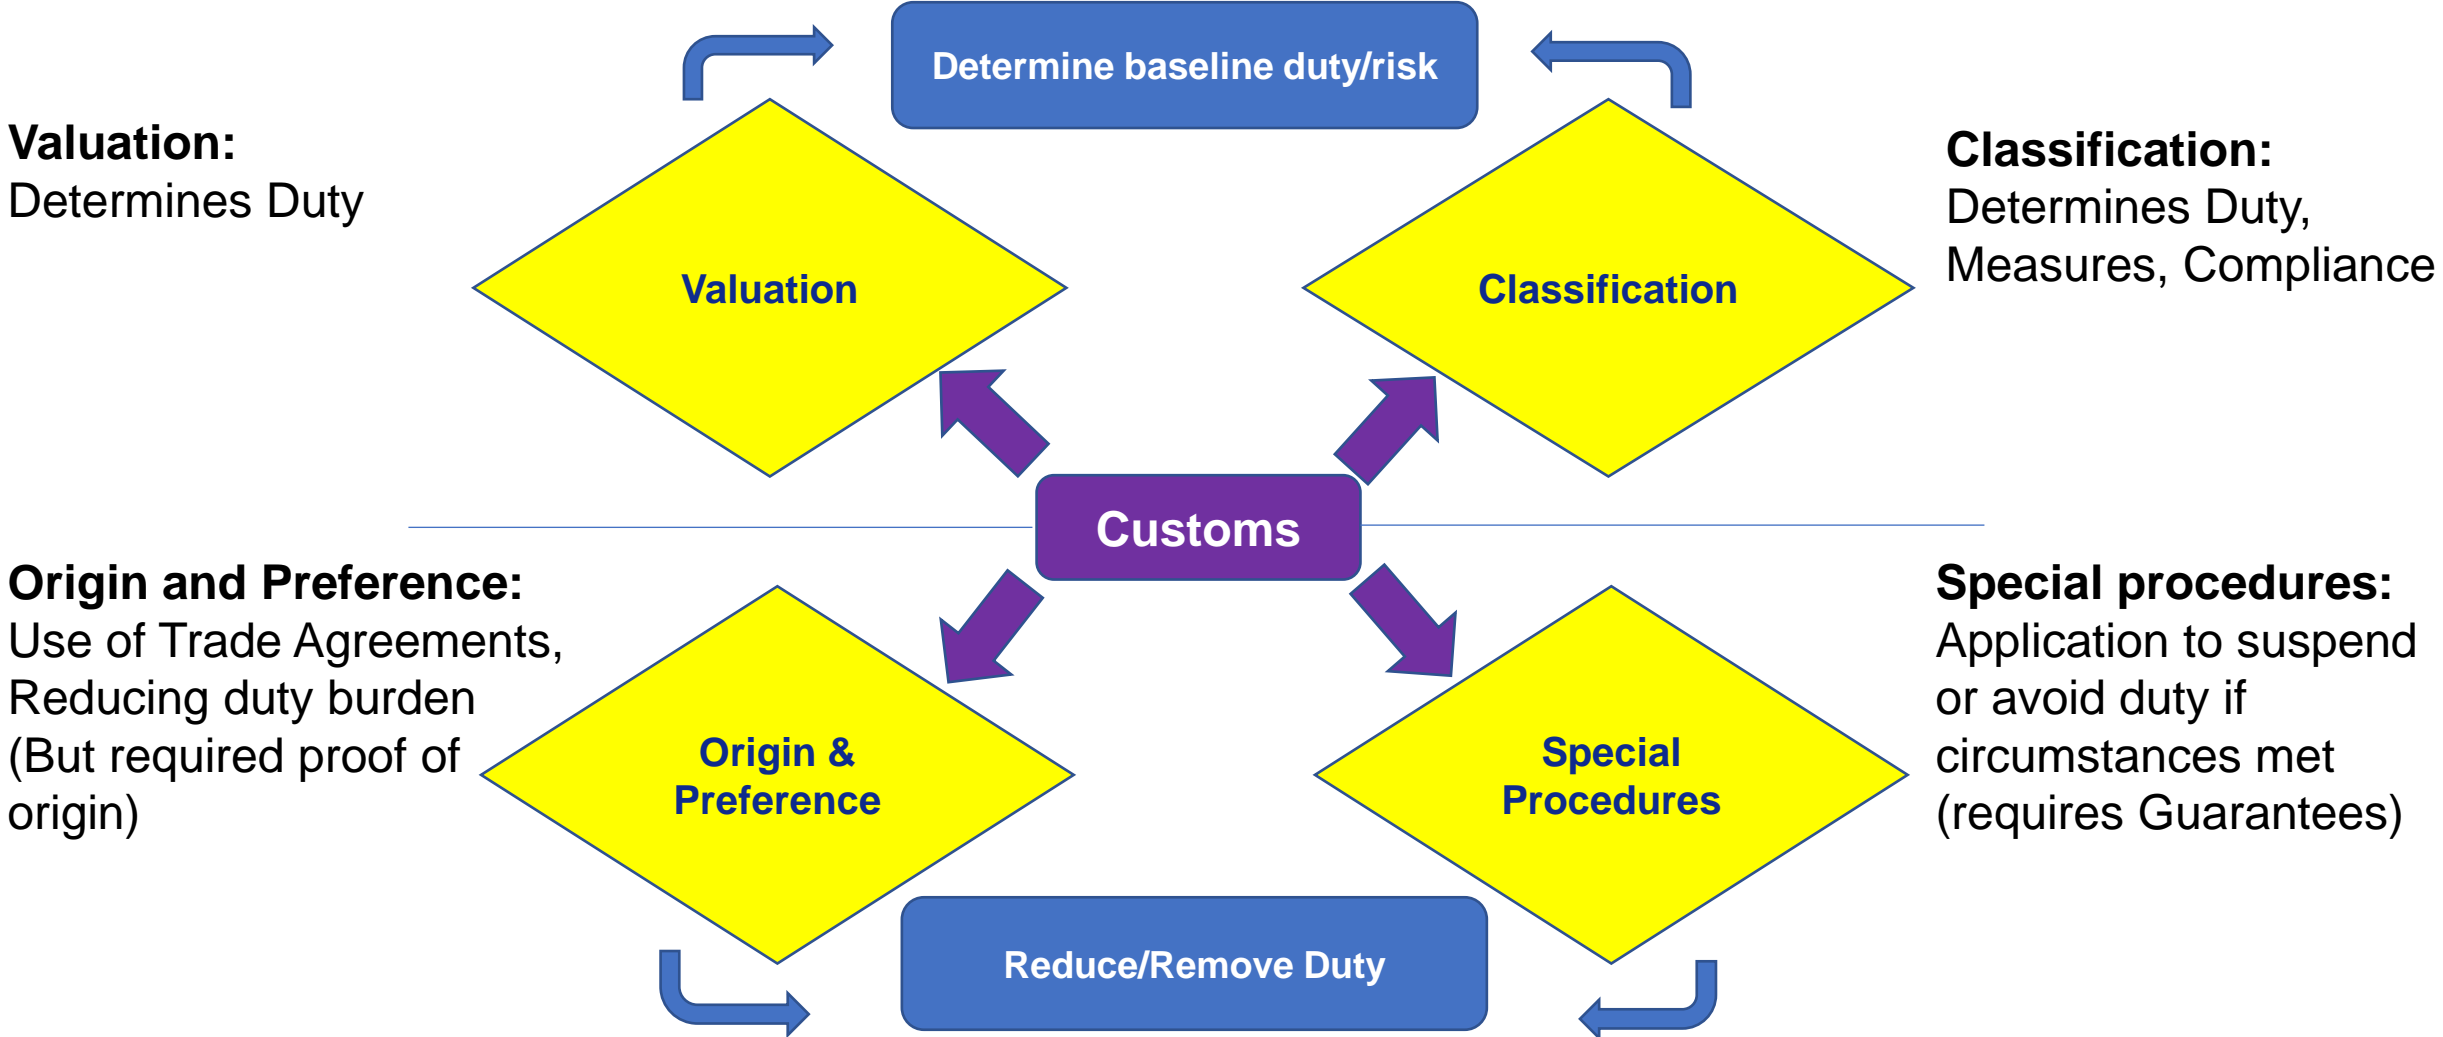 Determine baseline duty/risk
Valuation:
Determines Duty
Valuation
Classification
Classification:
Determines Duty,
Measures, Compliance
Customs
Origin and Preference:
Use of Trade Agreements,
Reducing duty burden
(But required proof of
origin)
Origin &
Preference
Special
Procedures
Special procedures:
Application to suspend
or avoid duty if
circumstances met
(requires Guarantees)
Reduce/Remove Duty